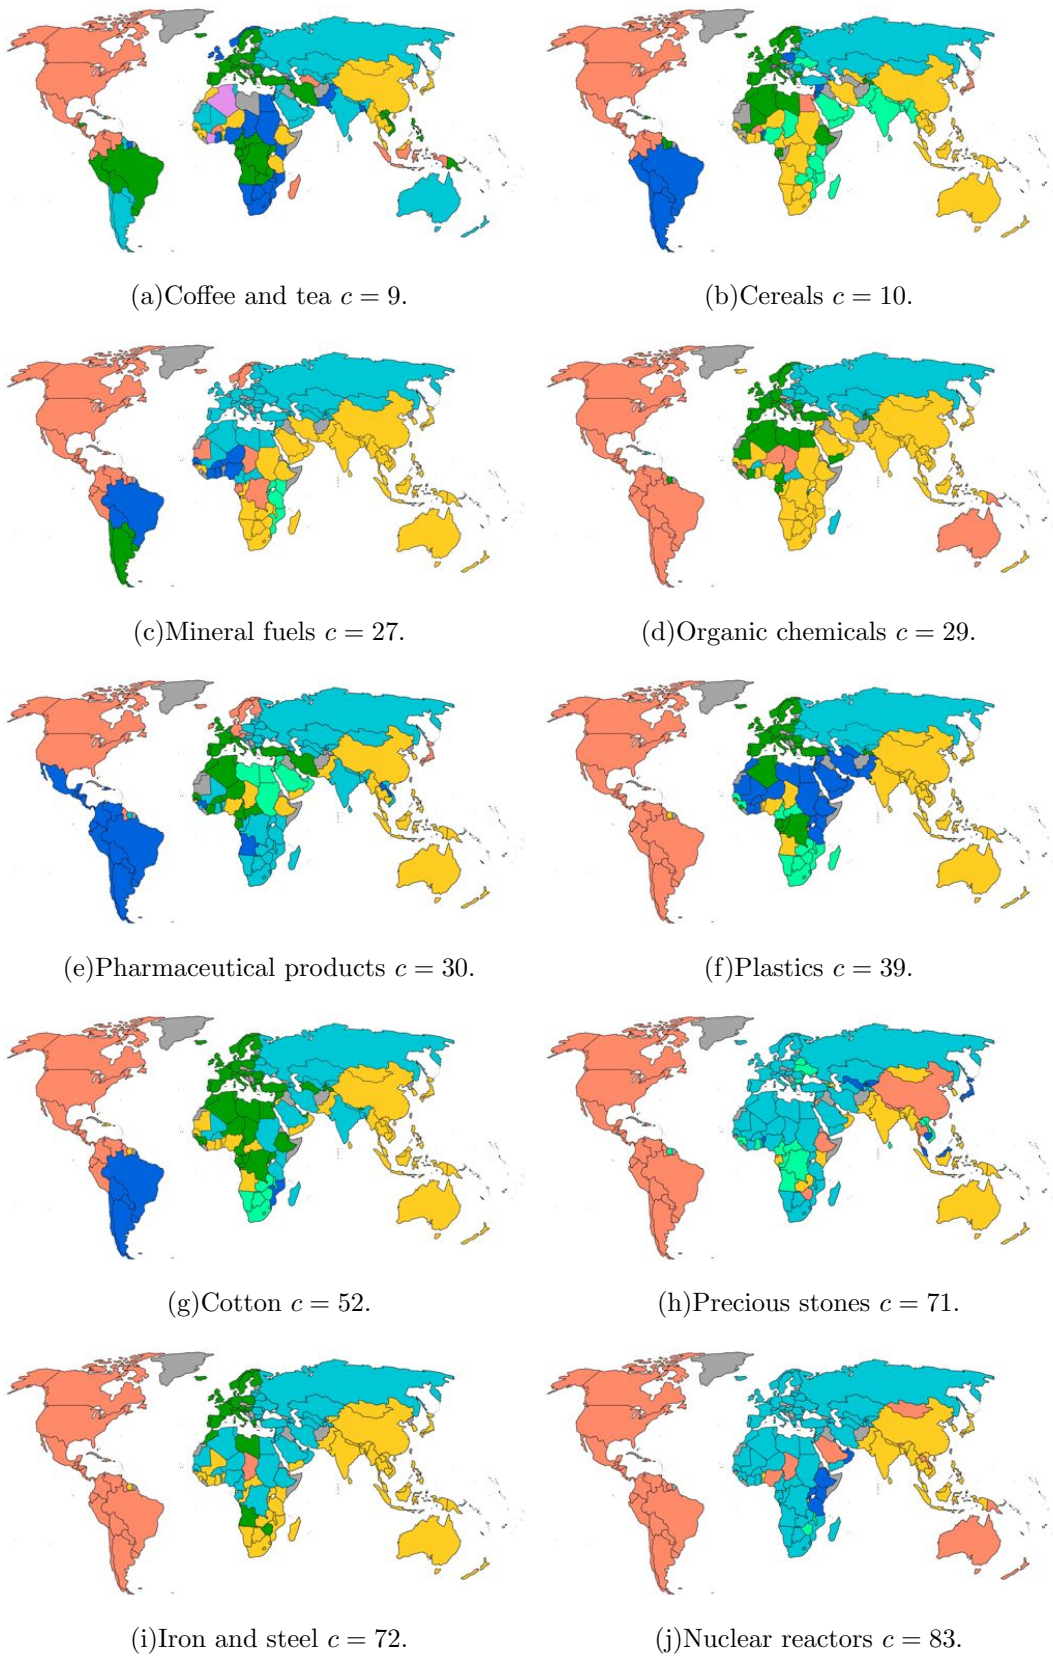 (a)Coffee and tea c = 9.
(b)Cereals c = 10.
(c)Mineral fuels c = 27.
(d)Organic chemicals c = 29.
(e)Pharmaceutical products c = 30.
(f)Plastics c = 39.
(g)Cotton c = 52.
(h)Precious stones c = 71.
(i)Iron and steel c = 72.
(j)Nuclear reactors c = 83.